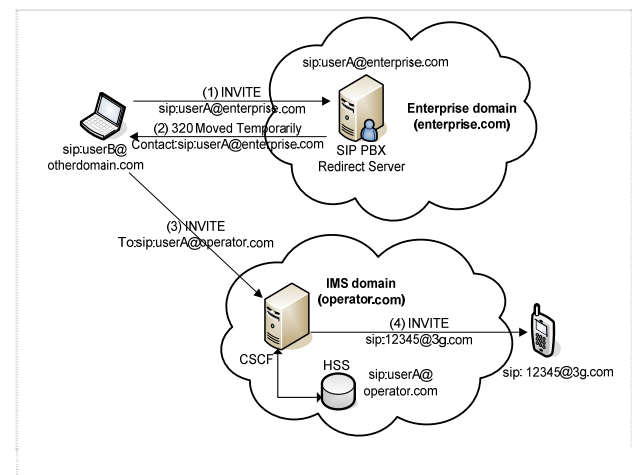 sip:userA@enterprise.com
(1) INVITE
sip:userA@enterprise.com
Enterprise domain
(enterprise.com)
(2) 320 Moved Temporarily
Contact:sip:userA@enterprise.com
SIP PBX
Redirect Server
sip:userB@
otherdomain.com
(3) INVITE
To:sip:userA@operator.com
IMS domain
(operator.com)
(4) INVITE
sip:12345@3g.com
CSCF
HSS
sip:userA@
operator.com
sip: 12345@3g.com